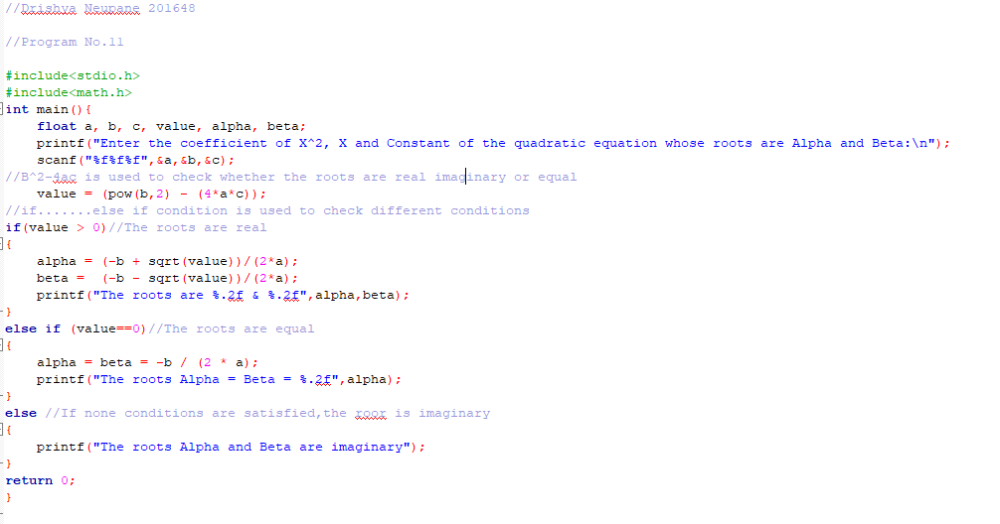 //Drishya Neupane 201648
//Program No.11
#include<stdio.h>
#include<math.h>
int main(){
float a, b, c, value, alpha, beta;
printf("Enter the coefficient of X^2, X and Constant of the quadratic equation whose roots are Alpha and Beta:\n");
scanf("%f%f%f",&a,&b,&c);
//B^2-4ac is used to check whether the roots are real imaginary or equal
value = (pow(b,2) - (4*a*c));
//if.......else if condition is used to check different conditions
if(value > 0)//The roots are real
{
alpha = (-b + sqrt(value))/(2*a);
beta =  (-b - sqrt(value))/(2*a);
printf("The roots are %.2f & %.2f",alpha,beta);
}
else if (value==0)//The roots are equal
{
alpha = beta = -b / (2 * a);
printf("The roots Alpha = Beta = %.2f",alpha);
}
else //If none conditions are satisfied,the roor is imaginary
{
printf("The roots Alpha and Beta are imaginary");
}
return 0;
}